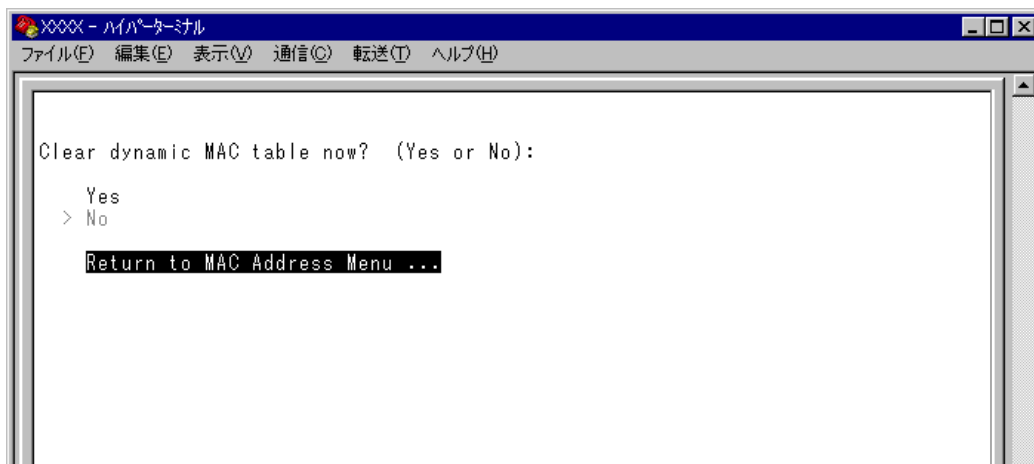 XXXX - ﾊｲﾊﾟｰﾀｰﾐﾅﾙ
ファイル(F) 編集(E) 表示(V) 通信(C) 転送(T) ヘルプ(H)
Clear dynamic MAC table now? (Yes or No):
Yes
> No
Return to MAC Address Menu ...